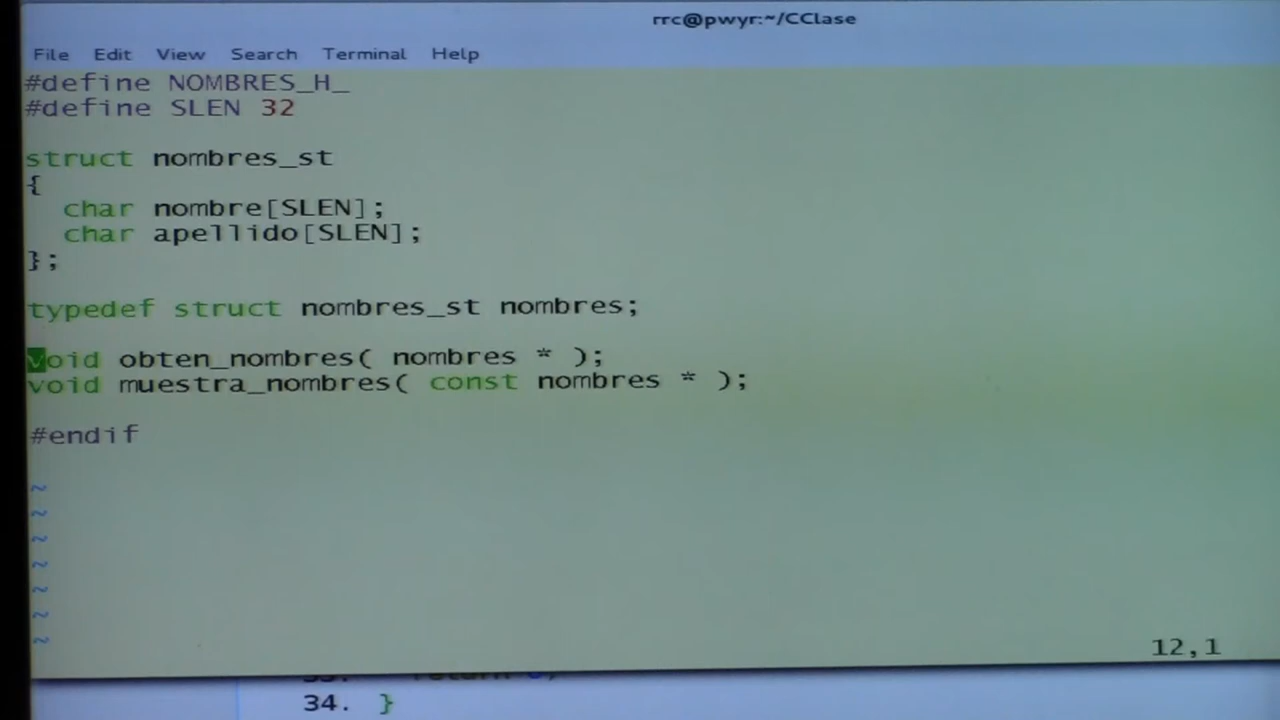 rrc@pwyr:~/CClase
File Edit View Search Terminal Help
#define NOMBRES_H_
#define SLEN 32
struct nombres_st
{
  char nombre[SLEN];
  char apellido[SLEN];
};
typedef struct nombres_st nombres;
void obten_nombres( nombres * );
void muestra_nombres( const nombres * );
#endif
~
~
~
~
~
~
~
12,1
34. }